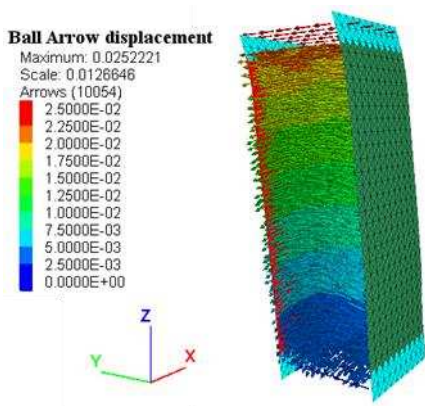 Ball Arrow displacement
Maximum: 0.0252221
Scale: 0.0126646
Arrows (10054)
2.5000E-02
2.2500E-02
2.0000E-02
1.7500E-02
1.5000E-02
1.2500E-02
1.0000E-02
7.5000E-03
5.0000E-03
2.5000E-03
0.0000E+00
Z
Y
X